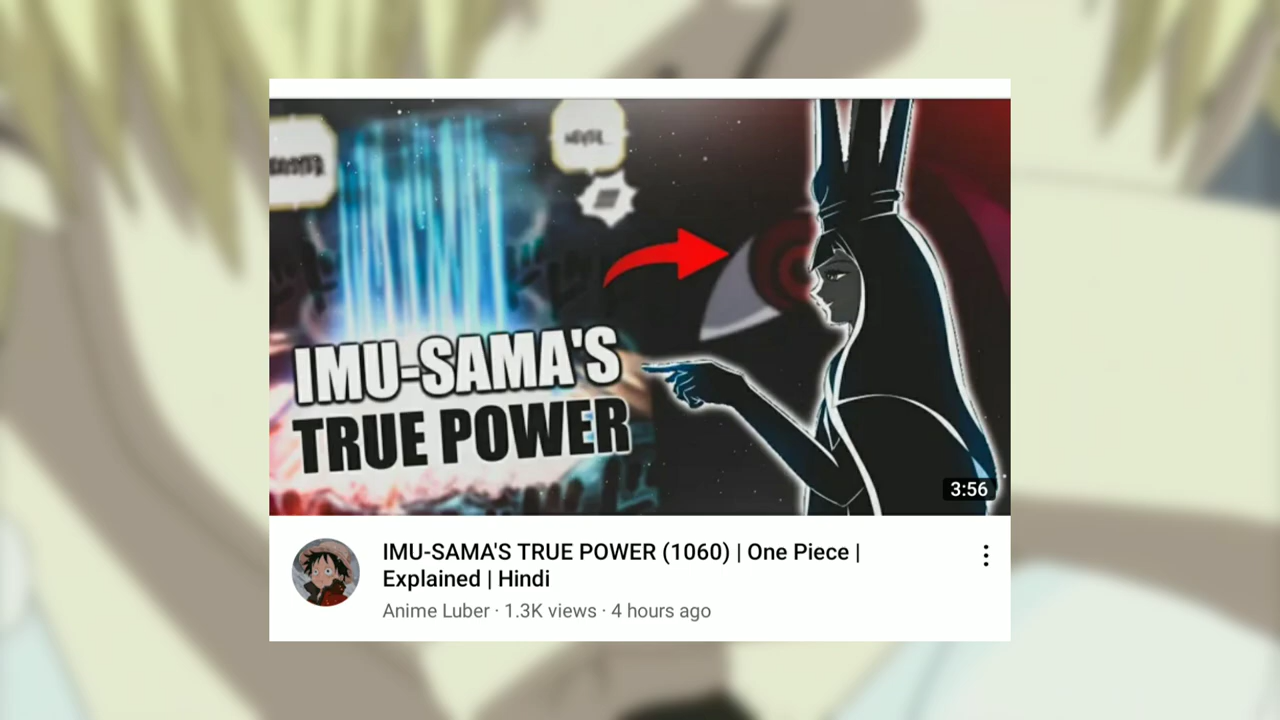 IMU-SAMA'S
TRUE POWER
3:56
IMU-SAMA'S TRUE POWER (1060) | One Piece |
Explained | Hindi
Anime Luber · 1.3K views · 4 hours ago